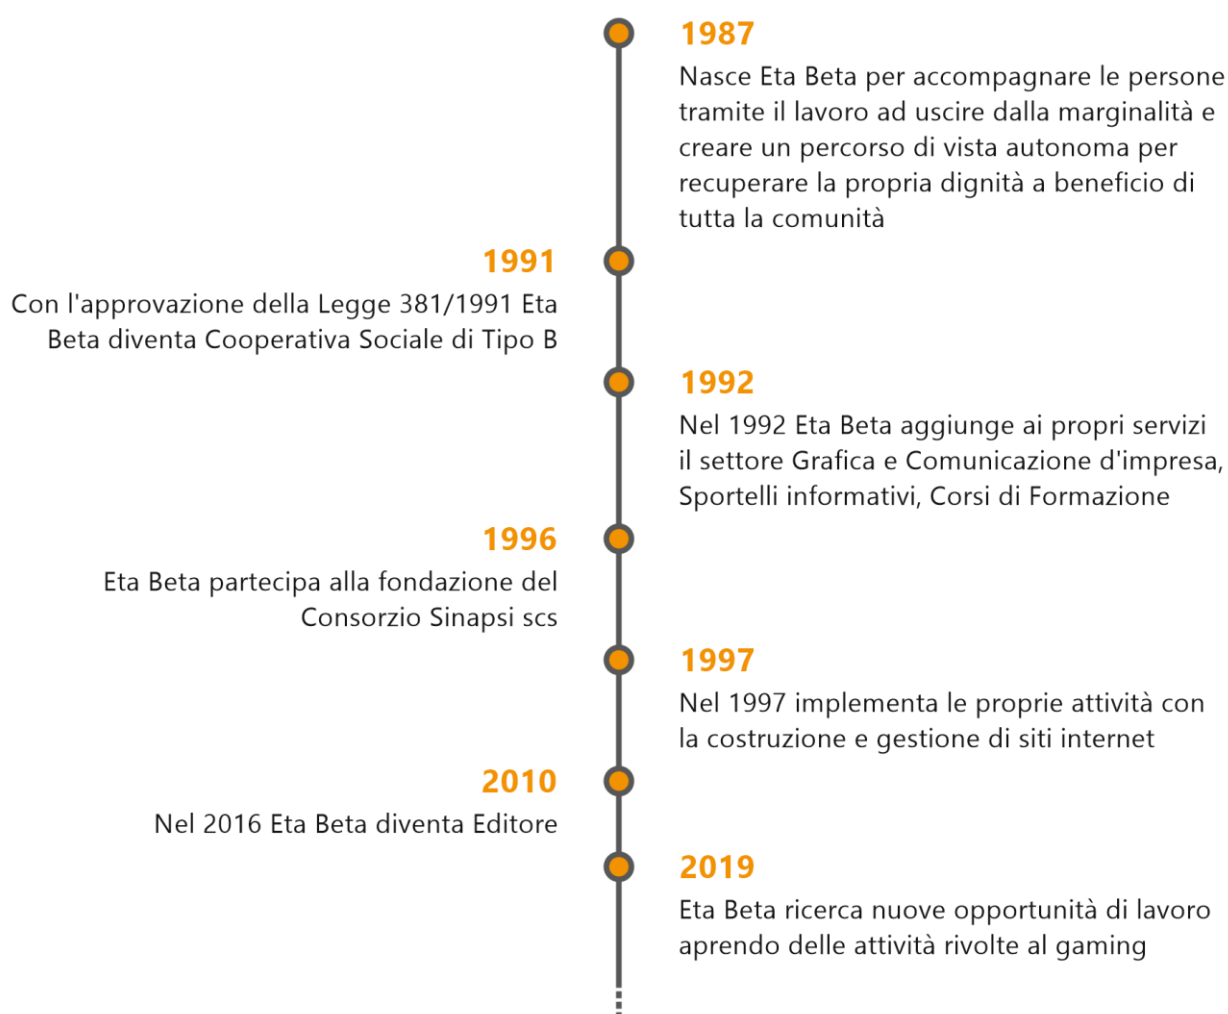 1987
Nasce Eta Beta per accompagnare le persone
tramite il lavoro ad uscire dalla marginalità e
creare un percorso di vista autonoma per
recuperare la propria dignità a beneficio di
tutta la comunità
1991
Con l'approvazione della Legge 381/1991 Eta
Beta diventa Cooperativa Sociale di Tipo B
1992
Nel 1992 Eta Beta aggiunge ai propri servizi
il settore Grafica e Comunicazione d'impresa,
Sportelli informativi, Corsi di Formazione
1996
Eta Beta partecipa alla fondazione del
Consorzio Sinapsi scs
1997
Nel 1997 implementa le proprie attività con
la costruzione e gestione di siti internet
2010
Nel 2016 Eta Beta diventa Editore
2019
Eta Beta ricerca nuove opportunità di lavoro
aprendo delle attività rivolte al gaming